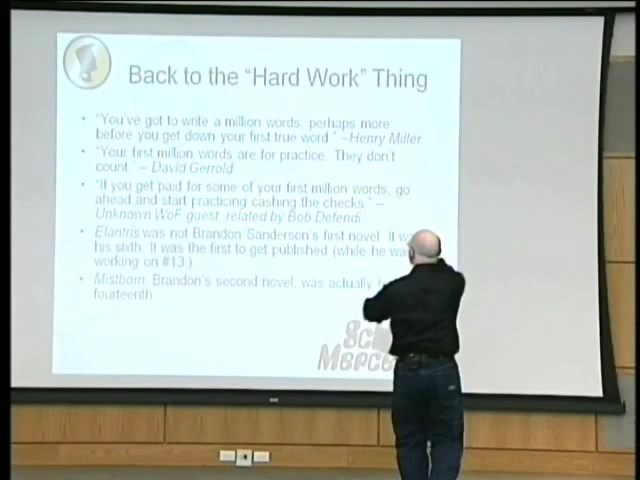 Back to the “Hard Work” Thing
• “You’ve got to write a million words, perhaps more
before you get down your first true word.” –Henry Miller
• “Your first million words are for practice. They don’t
count.” – David Gerrold
• “If you get paid for some of your first million words, go
ahead and start practicing cashing the checks.” –
Unknown WoF guest, related by Bob Defendi
• Elantris was not Brandon Sanderson’s first novel. It
his sixth. It was the first to get published (while he
working on #13.)
• Mistborn, Brandon’s second novel, was actually
fourteenth